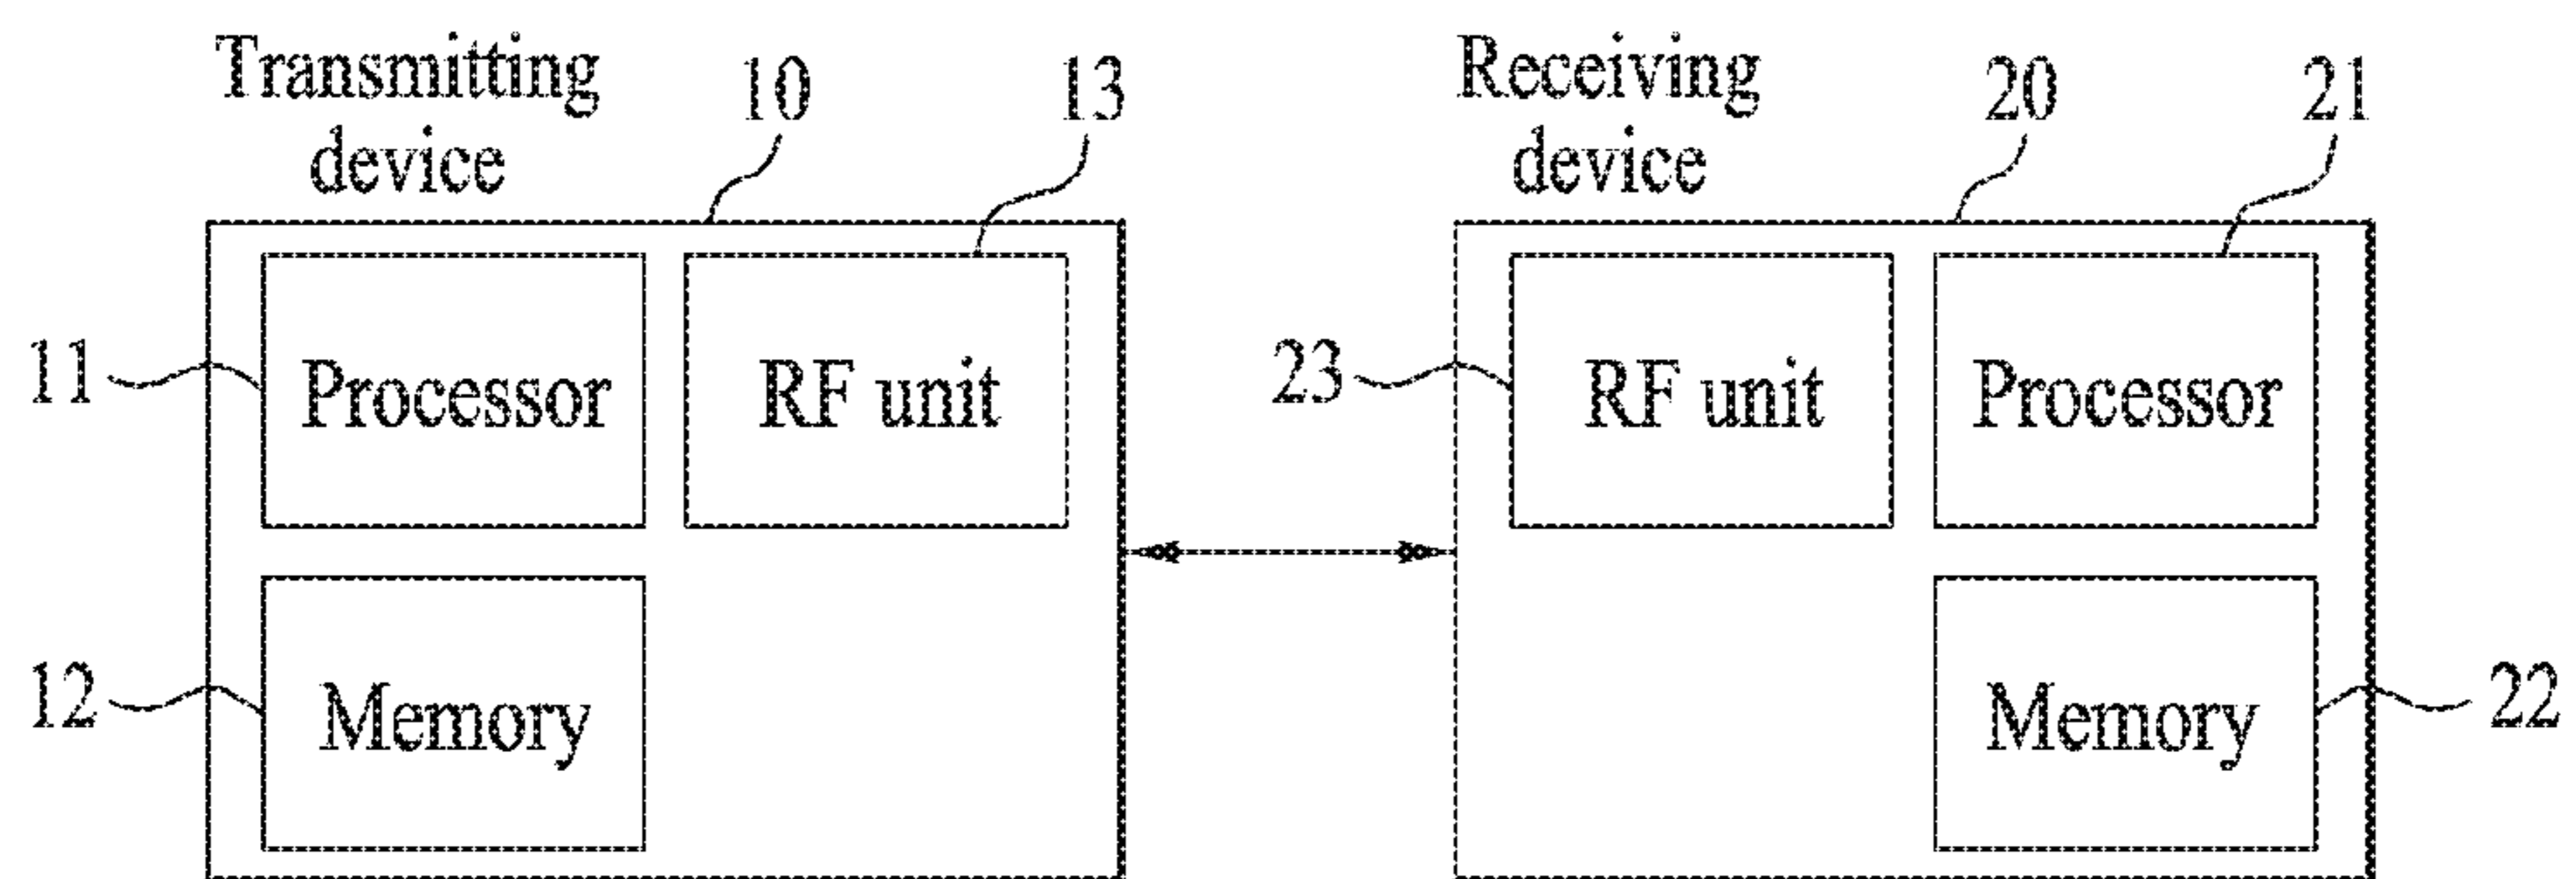 Transmitting
device
10
13
Receiving
device
20
21
11
Processor
RF unit
23
RF unit
Processor
12
Memory
Memory
22